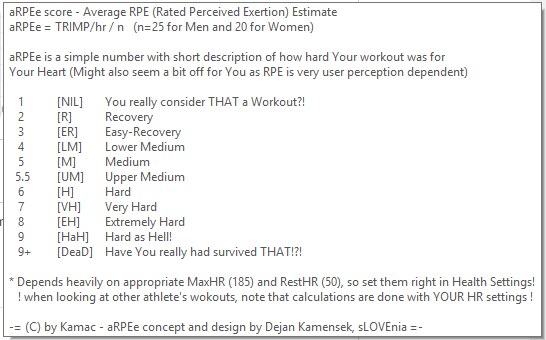 aRPEe score - Average RPE (Rated Perceived Exertion) Estimate
aRPEe = TRIMP/hr / n (n=25 for Men and 20 for Women)
aRPEe is a simple number with short description of how hard Your workout was for
Your Heart (Might also seem a bit off for You as RPE is very user perception dependent)
1 [NIL] You really consider THAT a Workout?!
2 [R] Recovery
3 [ER] Easy-Recovery
4 [LM] Lower Medium
5 [M] Medium
5.5 [UM] Upper Medium
6 [H] Hard
7 [VH] Very Hard
8 [EH] Extremely Hard
9 [HaH] Hard as Hell!
9+ [DeaD] Have You really had survived THAT!?!
* Depends heavily on appropriate MaxHR (185) and RestHR (50), so set them right in Health Settings!
! when looking at other athlete's wokouts, note that calculations are done with YOUR HR settings !
-= (C) by Kamac - aRPEe concept and design by Dejan Kamensek, sLOVEnia =-